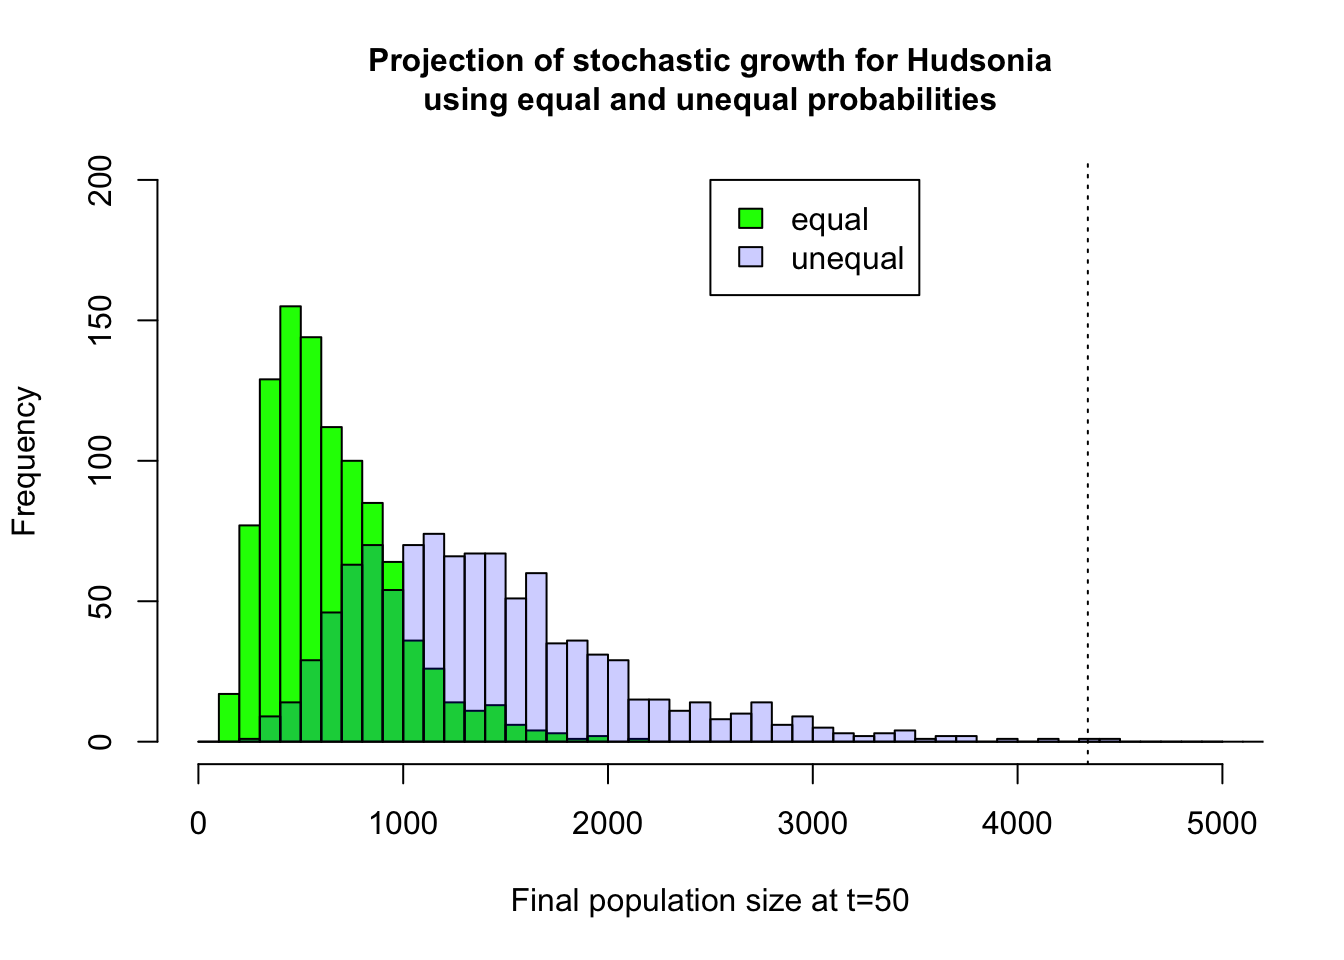 Projection of stochastic growth for Hudsonia
using equal and unequal probabilities
equal
unequal
Frequency
200
150
100
50
0
0 1000 2000 3000 4000 5000
Final population size at t=50